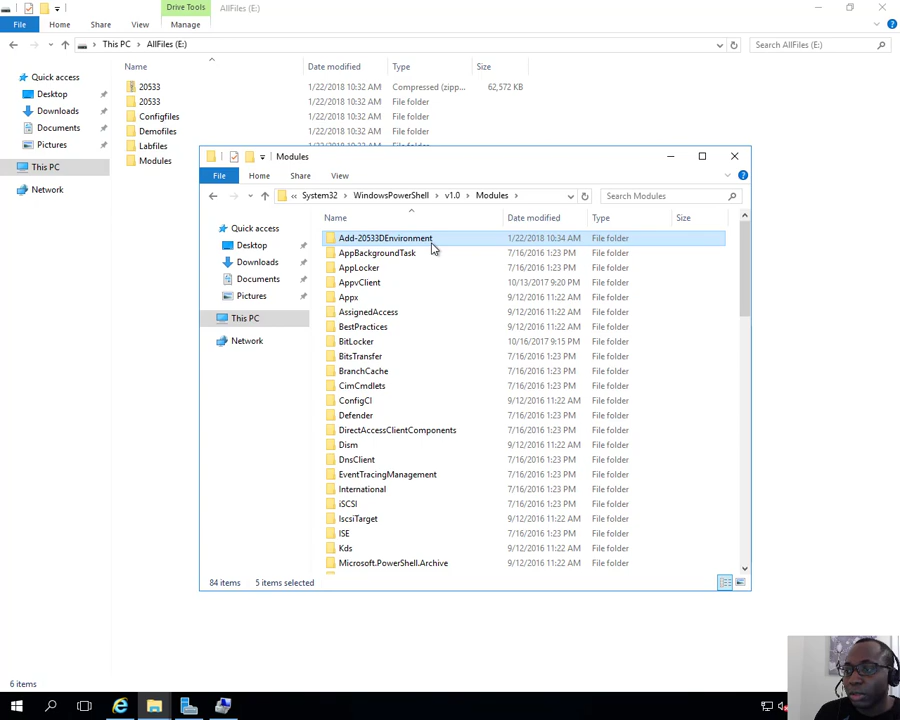 Drive Tools
AllFiles (E:)
File
Home
Share
View
Manage
This PC
AllFiles (E:)
Search AllFiles (E:)
Name
Date modified
Type
Size
Quick access
Desktop
Downloads
Documents
Pictures
This PC
Network
20533
1/22/2018 10:32 AM
Compressed (zipp...
62,572 KB
20533
1/22/2018 10:32 AM
File folder
Configfiles
1/22/2018 10:32 AM
File folder
Demofiles
1/22/2018 10:32 AM
File folder
Labfiles
Modules
Modules
File
Home
Share
View
« System32 > WindowsPowerShell > v1.0 > Modules >
Search Modules
Name
Date modified
Type
Size
Quick access
Desktop
Downloads
Documents
Pictures
This PC
Network
Add-20533DEnvironment 1/22/2018 10:34 AM File folder
AppBackgroundTask 7/16/2016 1:23 PM File folder
AppLocker 7/16/2016 1:23 PM File folder
AppvClient 10/13/2017 9:20 PM File folder
Appx 9/12/2016 11:22 AM File folder
AssignedAccess 9/12/2016 11:22 AM File folder
BestPractices 9/12/2016 11:22 AM File folder
BitLocker 10/16/2017 9:15 PM File folder
BitsTransfer 7/16/2016 1:23 PM File folder
BranchCache 7/16/2016 1:23 PM File folder
CimCmdlets 7/16/2016 1:23 PM File folder
ConfigCI 9/12/2016 11:22 AM File folder
Defender 7/16/2016 1:23 PM File folder
DirectAccessClientComponents 7/16/2016 1:23 PM File folder
Dism 9/12/2016 11:22 AM File folder
DnsClient 7/16/2016 1:23 PM File folder
EventTracingManagement 7/16/2016 1:23 PM File folder
International 7/16/2016 1:23 PM File folder
iSCSI 7/16/2016 1:23 PM File folder
IscsiTarget 9/12/2016 11:22 AM File folder
ISE 7/16/2016 1:23 PM File folder
Kds 9/12/2016 11:22 AM File folder
Microsoft.PowerShell.Archive 9/12/2016 11:22 AM File folder
84 items 5 items selected
6 items